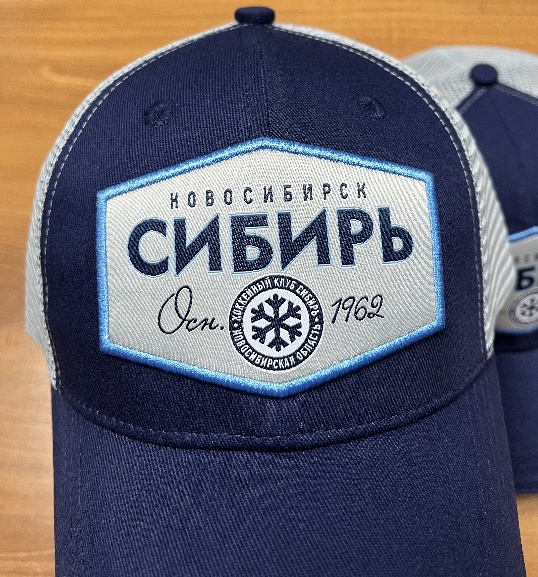 НОВОСИБИРСК
СИБИРЬ
Осн. 1962
ХОККЕЙНЫЙ КЛУБ СИБИРЬ
НОВОСИБИРСКАЯ ОБЛАСТЬ